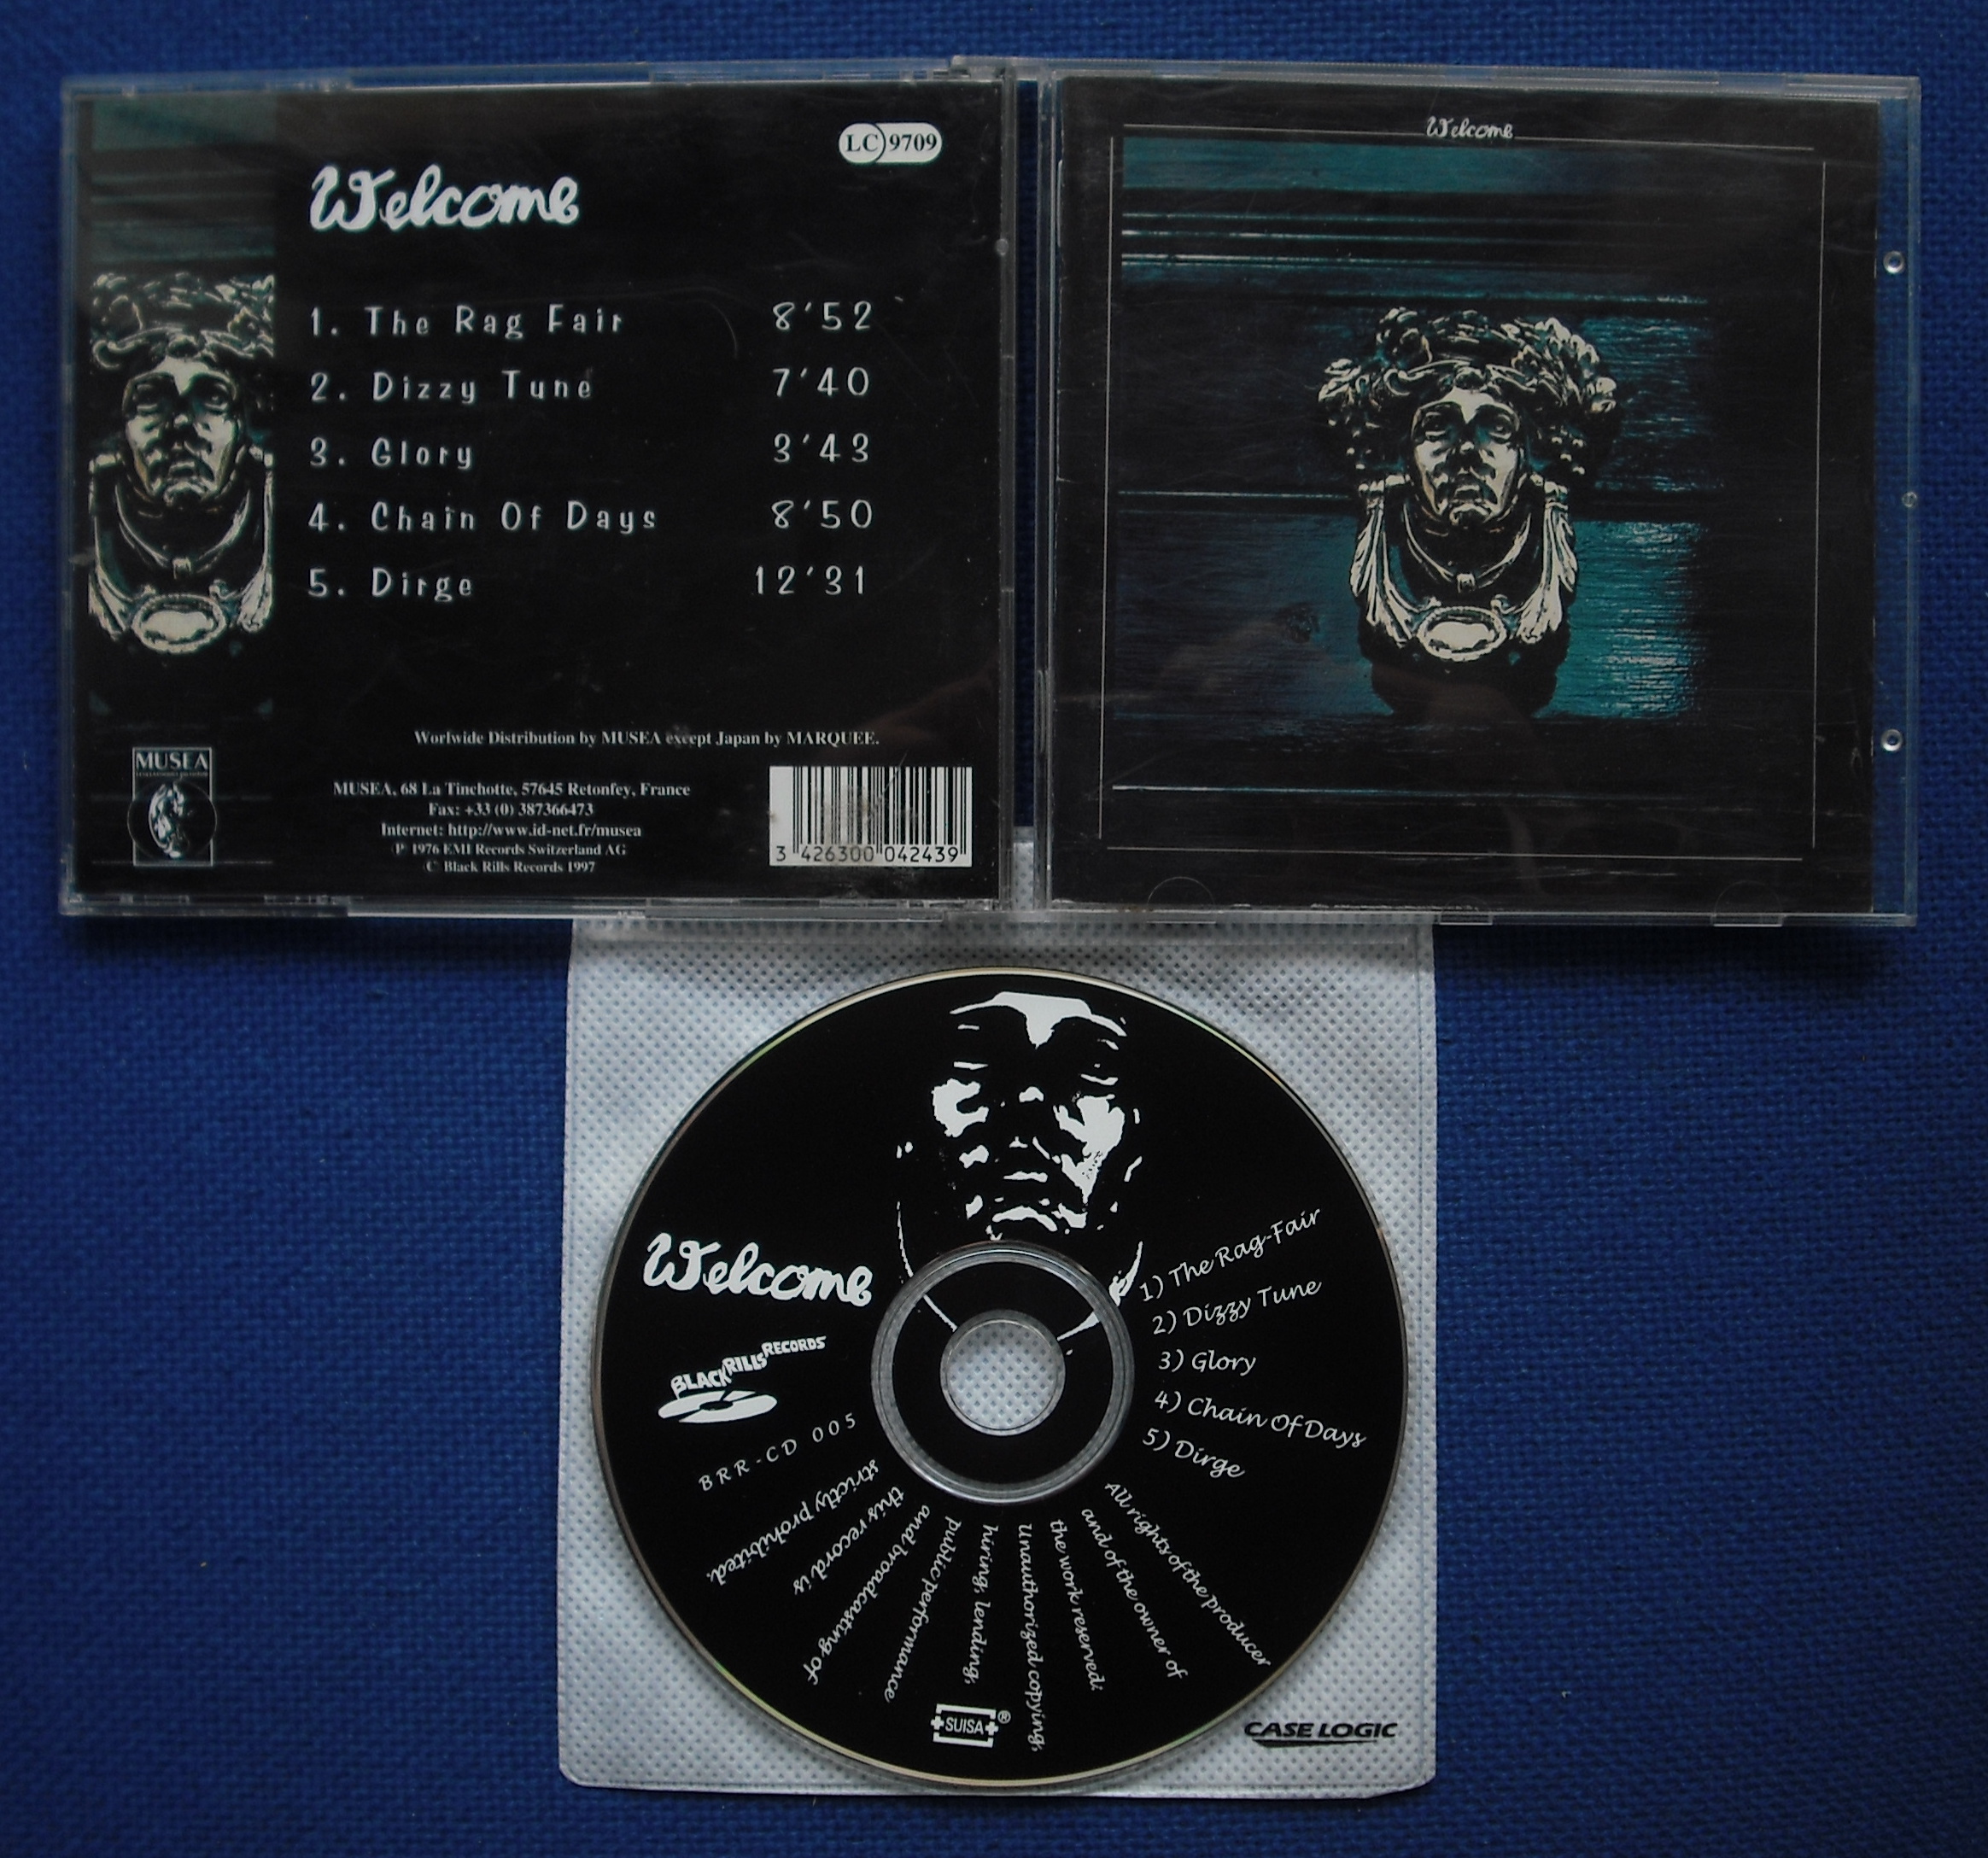 Welcome
LC 9709
1. The Rag Fair 8'52
2. Dizzy Tune 7'40
3. Glory 3'43
4. Chain Of Days 8'50
5. Dirge 12'31
Worlwide Distribution by MUSEA except Japan by MARQUEE.
MUSEA
MUSEA, 68 La Tinchotte, 57645 Retonfey, France
Fax: +33 (0) 387366473
Internet: http://www.id-net.fr/musea
P 1976 EMI Records Switzerland AG
© Black Rills Records 1997
3 426300 042439
Welcome
Welcome
BLACK RILLS RECORDS
BRR-CD 005
1) The Rag-Fair
2) Dizzy Tune
3) Glory
4) Chain Of Days
5) Dirge
All rights of the producer
and of the owner of
the work reserved.
Unauthorized copying,
hiring, lending,
public performance
and broadcasting of
this record is
strictly prohibited.
SUISA ®
CASE LOGIC